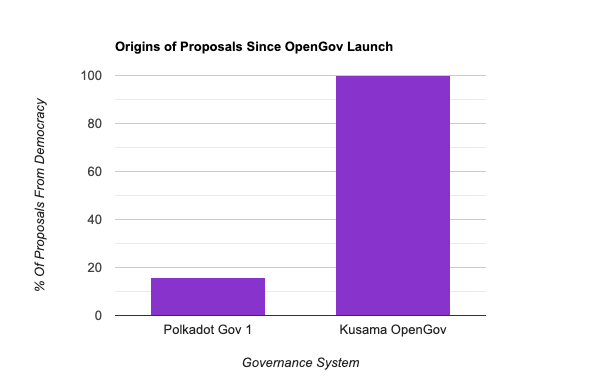 Origins of Proposals Since OpenGov Launch
% Of Proposals From Democracy
100
80
60
40
20
0
Polkadot Gov 1
Kusama OpenGov
Governance System